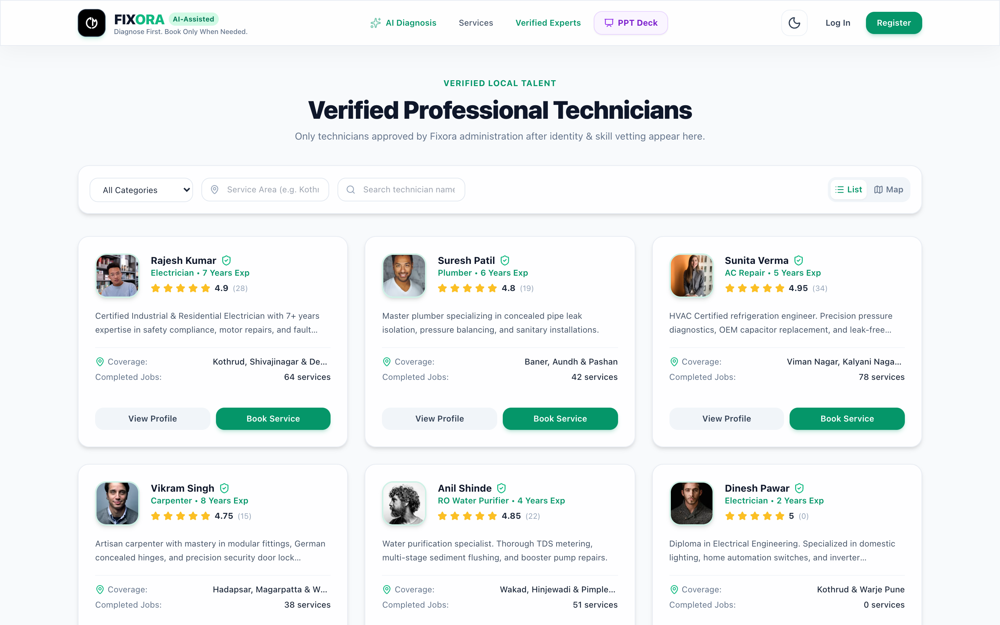 FIXORA AI-Assisted
Diagnose First. Book Only When Needed.
AI Diagnosis
Services
Verified Experts
PPT Deck
Log In
Register
VERIFIED LOCAL TALENT
Verified Professional Technicians
Only technicians approved by Fixora administration after identity & skill vetting appear here.
All Categories
Service Area (e.g. Koth
Search technician name
List
Map
Rajesh Kumar
Electrician • 7 Years Exp
4.9 (28)
Certified Industrial & Residential Electrician with 7+ years
expertise in safety compliance, motor repairs, and fault...
Coverage: Kothrud, Shivajinagar & De...
Completed Jobs: 64 services
View Profile
Book Service
Suresh Patil
Plumber • 6 Years Exp
4.8 (19)
Master plumber specializing in concealed pipe leak
isolation, pressure balancing, and sanitary installations.
Coverage: Baner, Aundh & Pashan
Completed Jobs: 42 services
View Profile
Book Service
Sunita Verma
AC Repair • 5 Years Exp
4.95 (34)
HVAC Certified refrigeration engineer. Precision pressure
diagnostics, OEM capacitor replacement, and leak-free...
Coverage: Viman Nagar, Kalyani Naga...
Completed Jobs: 78 services
View Profile
Book Service
Vikram Singh
Carpenter • 8 Years Exp
4.75 (15)
Artisan carpenter with mastery in modular fittings, German
concealed hinges, and precision security door lock...
Coverage: Hadapsar, Magarpatta & W...
Completed Jobs: 38 services
Anil Shinde
RO Water Purifier • 4 Years Exp
4.85 (22)
Water purification specialist. Thorough TDS metering,
multi-stage sediment flushing, and booster pump repairs.
Coverage: Wakad, Hinjewadi & Pimple...
Completed Jobs: 51 services
Dinesh Pawar
Electrician • 2 Years Exp
5 (0)
Diploma in Electrical Engineering. Specialized in domestic
lighting, home automation switches, and inverter...
Coverage: Kothrud & Warje Pune
Completed Jobs: 0 services